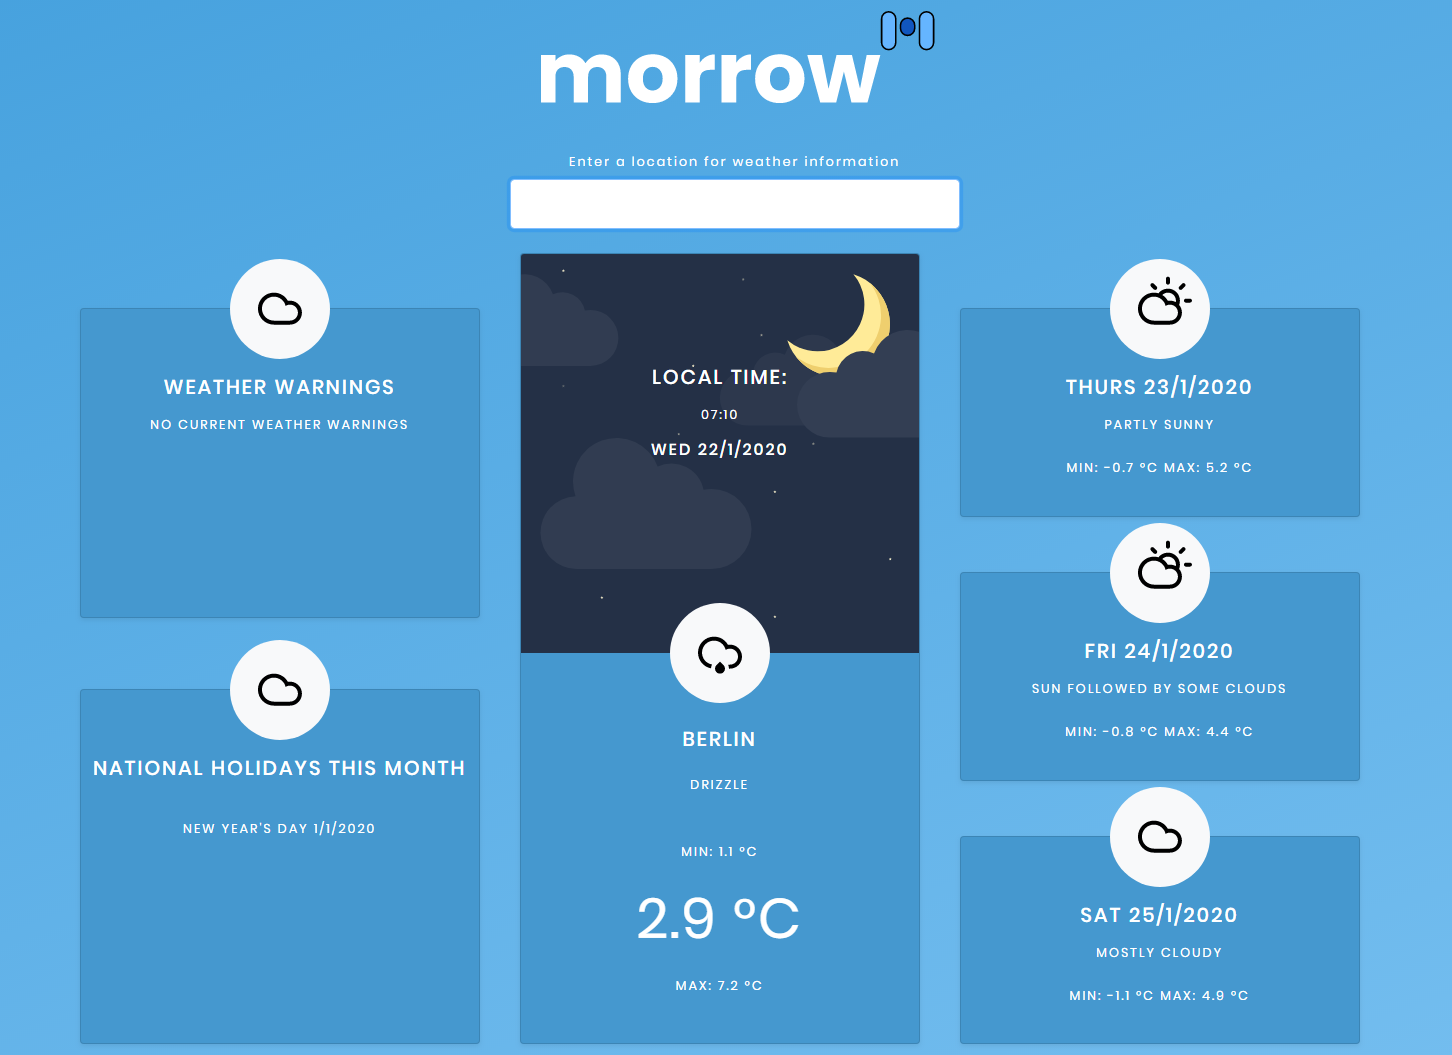 morrow
Enter a location for weather information
WEATHER WARNINGS
NO CURRENT WEATHER WARNINGS
NATIONAL HOLIDAYS THIS MONTH
NEW YEAR'S DAY 1/1/2020
LOCAL TIME:
07:10
WED 22/1/2020
BERLIN
DRIZZLE
MIN: 1.1 °C
2.9 °C
MAX: 7.2 °C
THURS 23/1/2020
PARTLY SUNNY
MIN: -0.7 °C MAX: 5.2 °C
FRI 24/1/2020
SUN FOLLOWED BY SOME CLOUDS
MIN: -0.8 °C MAX: 4.4 °C
SAT 25/1/2020
MOSTLY CLOUDY
MIN: -1.1 °C MAX: 4.9 °C